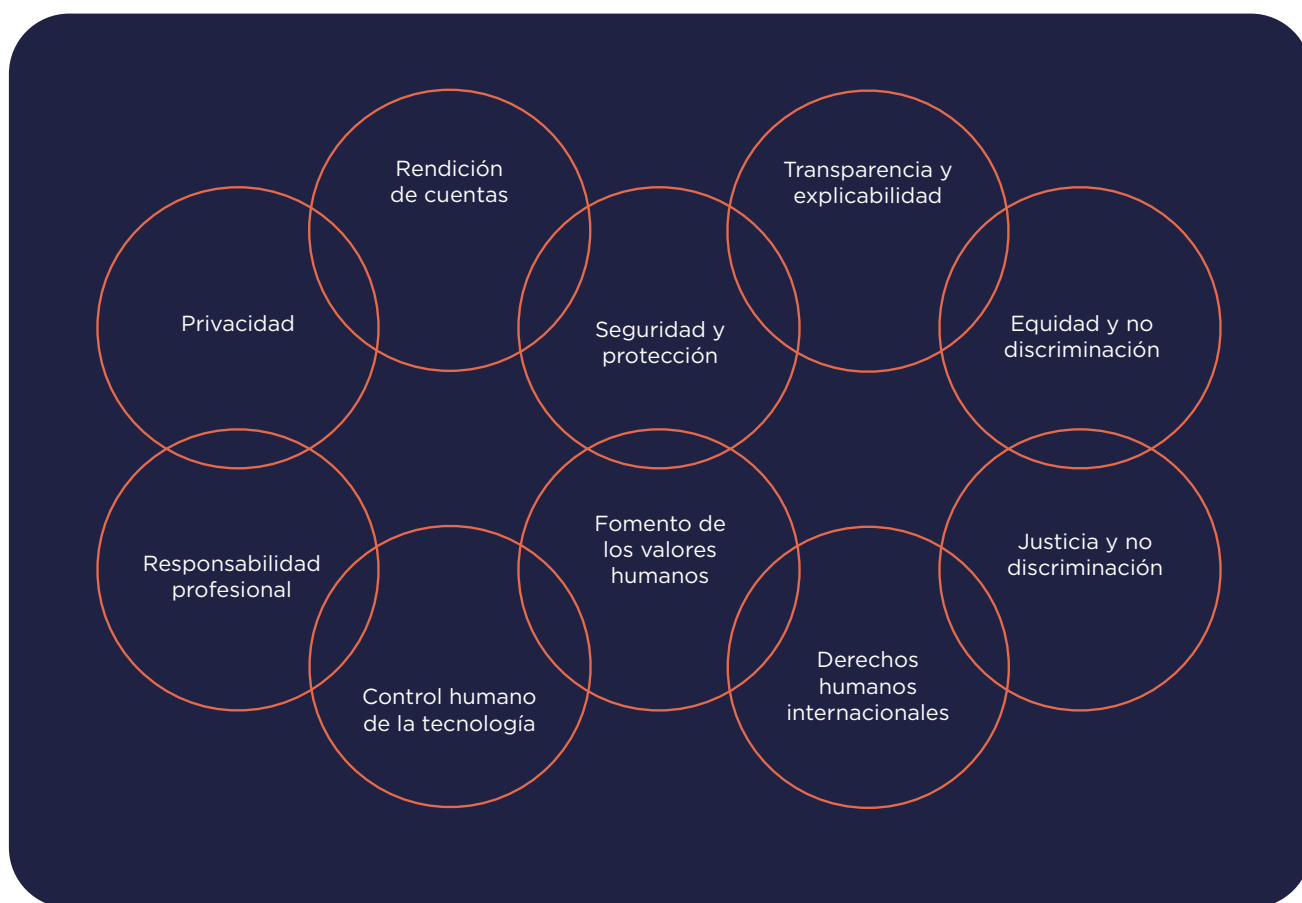 Rendición
de cuentas
Transparencia y
explicabilidad
Privacidad
Seguridad y
protección
Equidad y no
discriminación
Responsabilidad
profesional
Fomento de
los valores
humanos
Justicia y no
discriminación
Control humano
de la tecnología
Derechos
humanos
internacionales